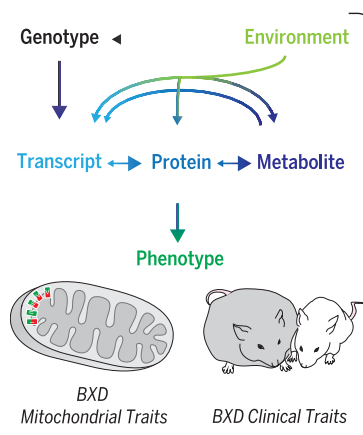 Genotype Environment
Transcript Protein Metabolite
Phenotype
BXD
Mitochondrial Traits
BXD Clinical Traits